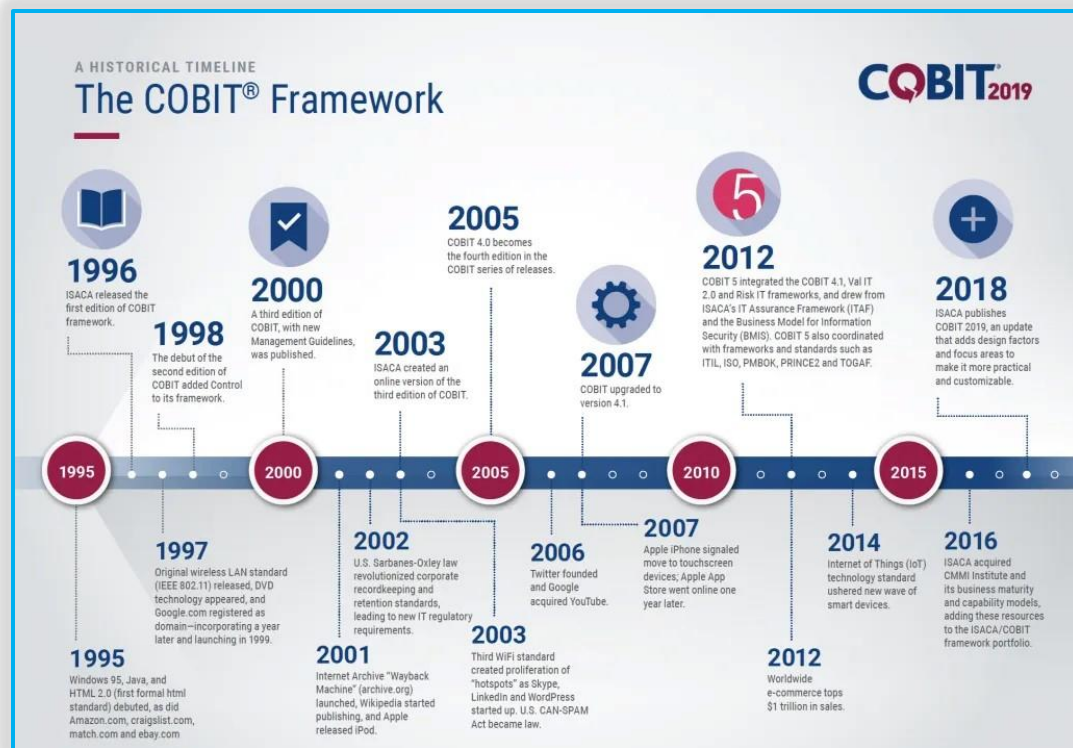 A HISTORICAL TIMELINE
The COBIT® Framework
COBIT® 2019
1996
ISACA released the
first edition of COBIT
framework.
1998
The debut of the
second edition of
COBIT added Control
to its framework.
2000
A third edition of
COBIT, with new
Management Guidelines,
was published.
2003
ISACA created an
online version of the
third edition of COBIT.
2005
COBIT 4.0 becomes
the fourth edition in the
COBIT series of releases.
2007
COBIT upgraded to
version 4.1.
5
2012
COBIT 5 integrated the COBIT 4.1, Val IT
2.0 and Risk IT frameworks, and drew from
ISACA's IT Assurance Framework (ITAF)
and the Business Model for Information
Security (BMIS). COBIT 5 also coordinated
with frameworks and standards such as
ITIL, ISO, PMBOK, PRINCE2 and TOGAF.
2018
ISACA publishes
COBIT 2019, an update
that adds design factors
and focus areas to
make it more practical
and customizable.
1995
2000
2005
2010
2015
1995
Windows 95, Java, and
HTML 2.0 (first formal html
standard) debuted, as did
Amazon.com, craigslist.com,
match.com and ebay.com
1997
Original wireless LAN standard
(IEEE 802.11) released, DVD
technology appeared, and
Google.com registered as
domain—incorporating a year
later and launching in 1999.
2001
Internet Archive "Wayback
Machine" (archive.org)
launched, Wikipedia started
publishing, and Apple
released iPod.
2002
U.S. Sarbanes-Oxley law
revolutionized corporate
recordkeeping and
retention standards,
leading to new IT regulatory
requirements.
2003
Third WiFi standard
created proliferation of
"hotspots" as Skype,
LinkedIn and WordPress
started up. U.S. CAN-SPAM
Act became law.
2006
Twitter founded
and Google
acquired YouTube.
2007
Apple iPhone signaled
move to touchscreen
devices; Apple App
Store went online one
year later.
2012
Worldwide
e-commerce tops
$1 trillion in sales.
2014
Internet of Things (IoT)
technology standard
ushered new wave of
smart devices.
2016
ISACA acquired
CMMI Institute and
its business maturity
and capability models,
adding these resources
to the ISACA/COBIT
framework portfolio.